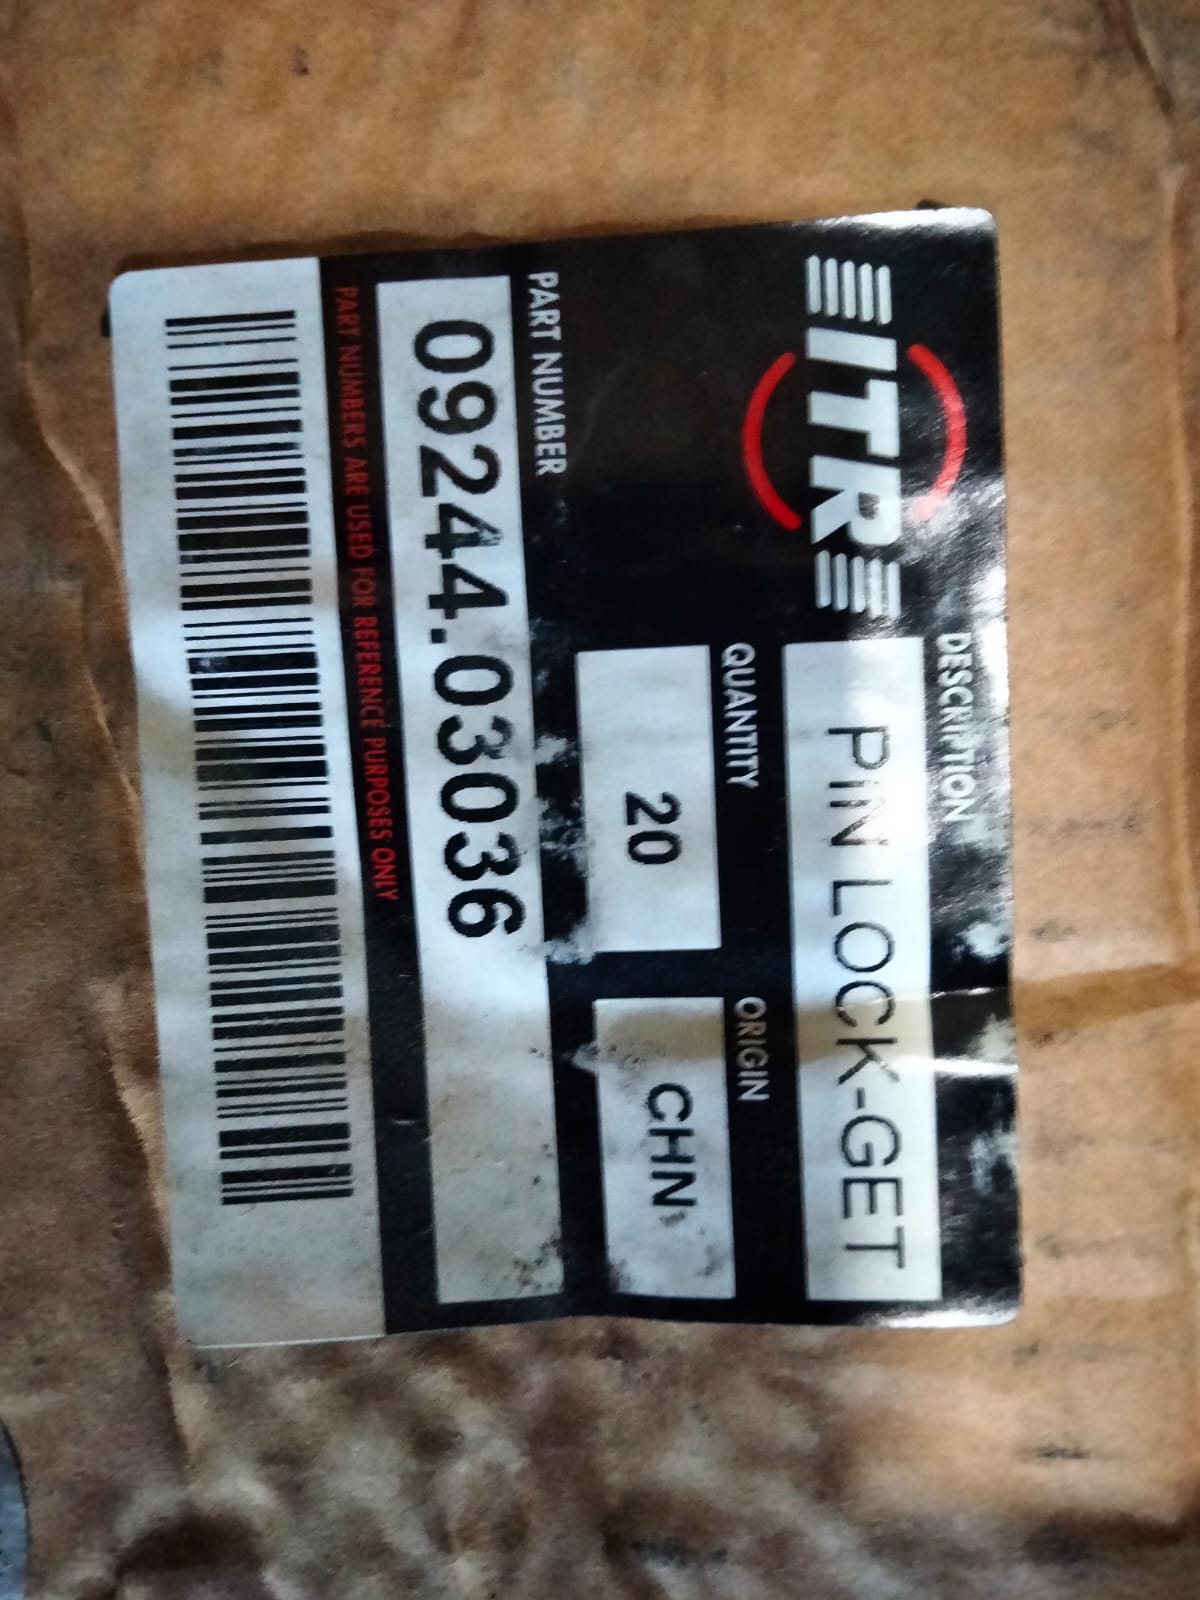 ITR
DESCRIPTION
PIN LOCK-GET
QUANTITY
20
ORIGIN
CHN
PART NUMBER
0924.03036
PART NUMBERS ARE USED FOR REFERENCE PURPOSES ONLY